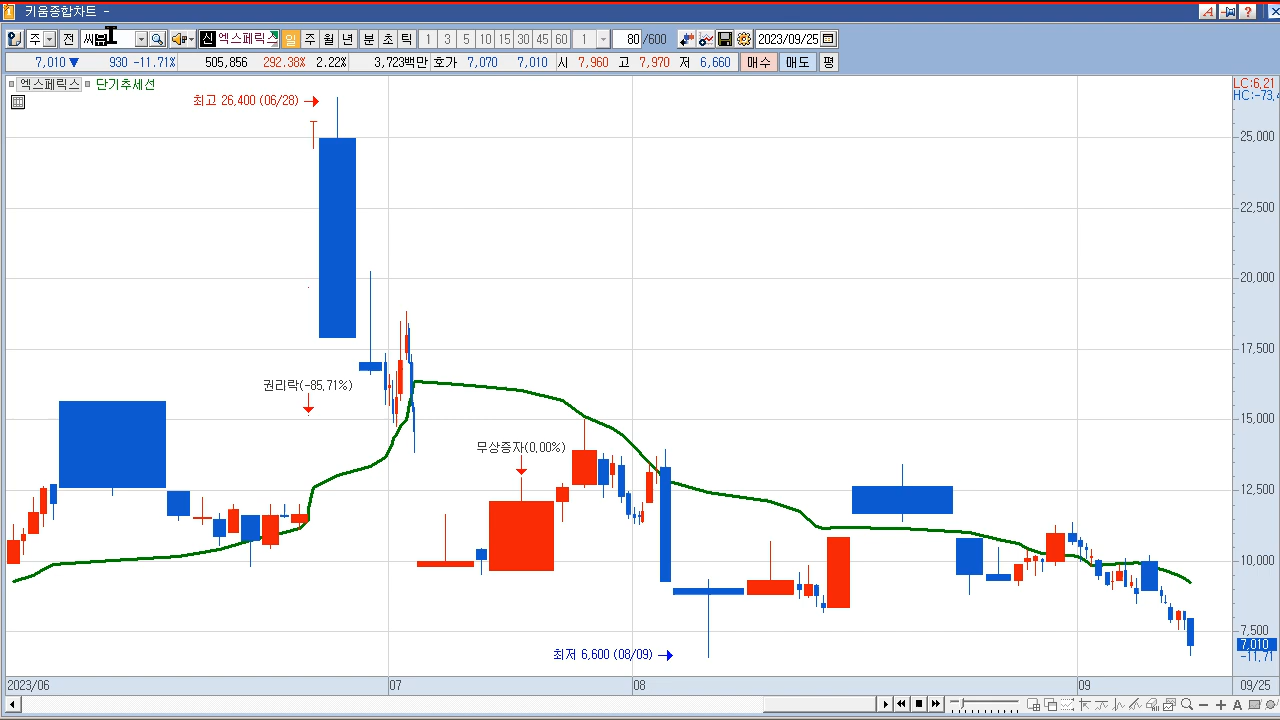 키움종합차트 -
주 전 씨뷰 신 엑스페릭스 일 주 월 년 분 초 틱 1 3 5 10 15 30 45 60 1 80 /600 2023/09/25
7,010 ▼ 930 -11.71% 505,856 292.38% 2.22% 3,723백만 호가 7,070 7,010 시 7,960 고 7,970 저 6,660 매수 매도 평
엑스페릭스 단기추세선
LC:6,21
HC:-73,4
최고 26,400 (06/28) →
25,000
22,500
20,000
17,500
권리락(-85,71%)
15,000
무상증자(0,00%)
12,500
10,000
7,500
최저 6,600 (08/09) →
7,010
-11,71
2023/06 07 08 09 09/25